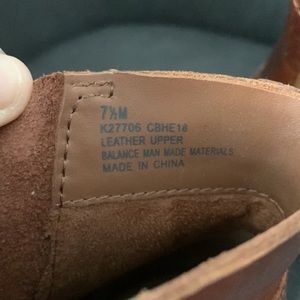 7½M
K27706 CBHE18
LEATHER UPPER
BALANCE MAN MADE MATERIALS
MADE IN CHINA